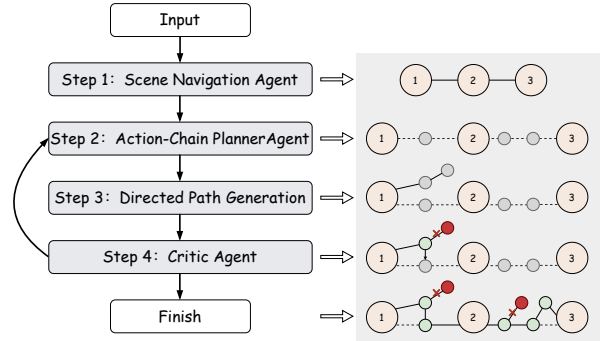 Input
Step 1: Scene Navigation Agent
1 2 3
Step 2: Action-Chain PlannerAgent
1 2 3
Step 3: Directed Path Generation
1 2 3
Step 4: Critic Agent
1 2 3
Finish
1 2 3